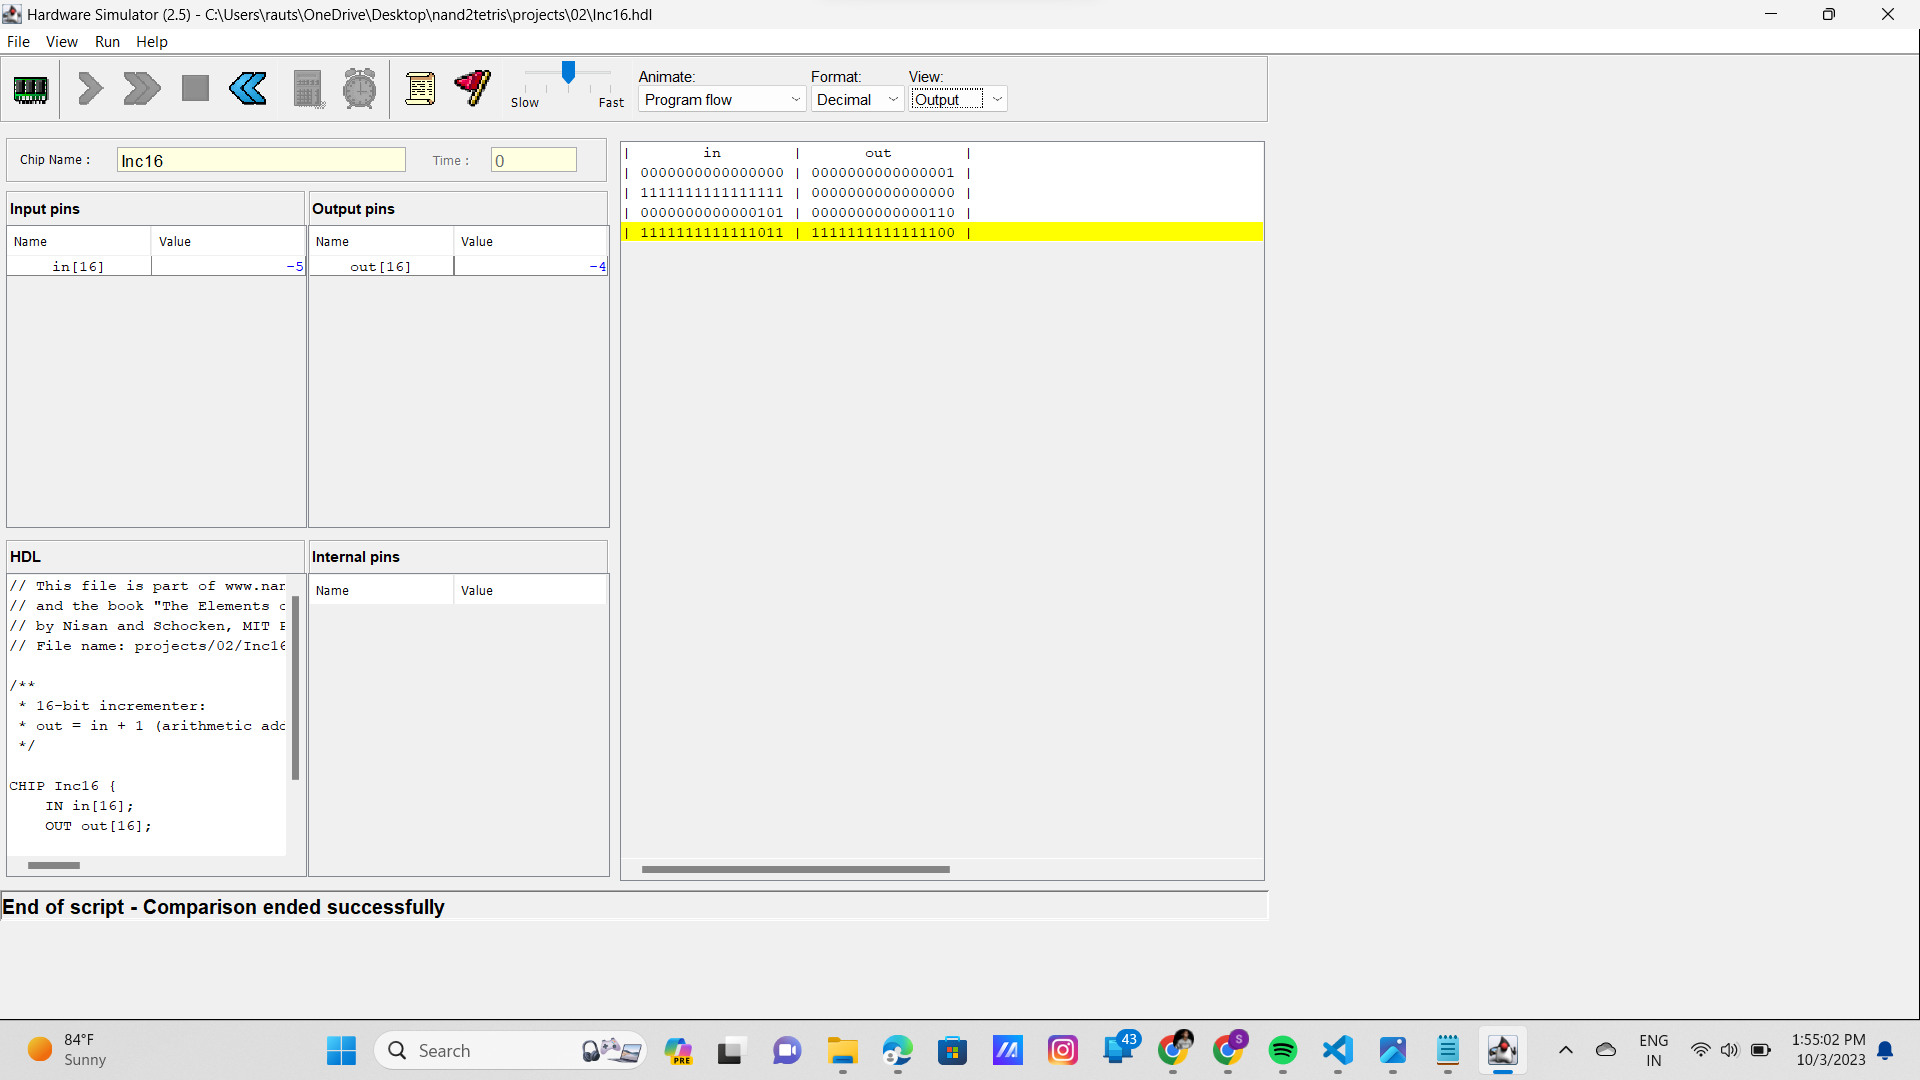 Hardware Simulator (2.5) - C:\Users\rauts\OneDrive\Desktop\nand2tetris\projects\02\Inc16.hdl
File View Run Help
Slow Fast
Animate: Format: View:
Program flow Decimal Output
Chip Name : Inc16 Time : 0
Input pins
Name Value
in[16] -5
Output pins
Name Value
out[16] -4
| in | out |
| 0000000000000000 | 0000000000000001 |
| 1111111111111111 | 0000000000000000 |
| 0000000000000101 | 0000000000000110 |
| 1111111111111011 | 1111111111111100 |
HDL
// This file is part of www.nan
// and the book "The Elements o
// by Nisan and Schocken, MIT P
// File name: projects/02/Inc16
/**
* 16-bit incrementer:
* out = in + 1 (arithmetic add
*/
CHIP Inc16 {
IN in[16];
OUT out[16];
Internal pins
Name Value
End of script - Comparison ended successfully
84°F
Sunny
Search
PRE
43
S
ENG
IN
1:55:02 PM
10/3/2023